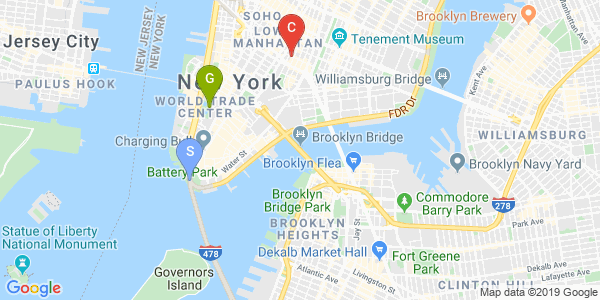 SOHO
Brooklyn Brewery
C
LOW
MANHATTAN
Tenement Museum
Jersey City
NEW JERSEY
NEW YORK
PAULUS HOOK
New York
G
Williamsburg Bridge
Kent Ave
Manhattan Ave
WORLD TRADE
CENTER
FDR Dr
Charging Bull
Brooklyn Bridge
WILLIAMSBURG
S
Water St
Battery Park
Brooklyn Flea
Brooklyn Navy Yard
Brooklyn
Bridge Park
Commodore
Barry Park
278
Park Ave
Statue of Liberty
National Monument
BROOKLYN
HEIGHTS
Jay St
478
Dekalb Market Hall
Flushing Ave
Lafayette Ave
Governors
Island
Atlantic Ave
Livingston St
Fort Greene
Park
CLINTON HILL
Google
Map data ©2019 Google